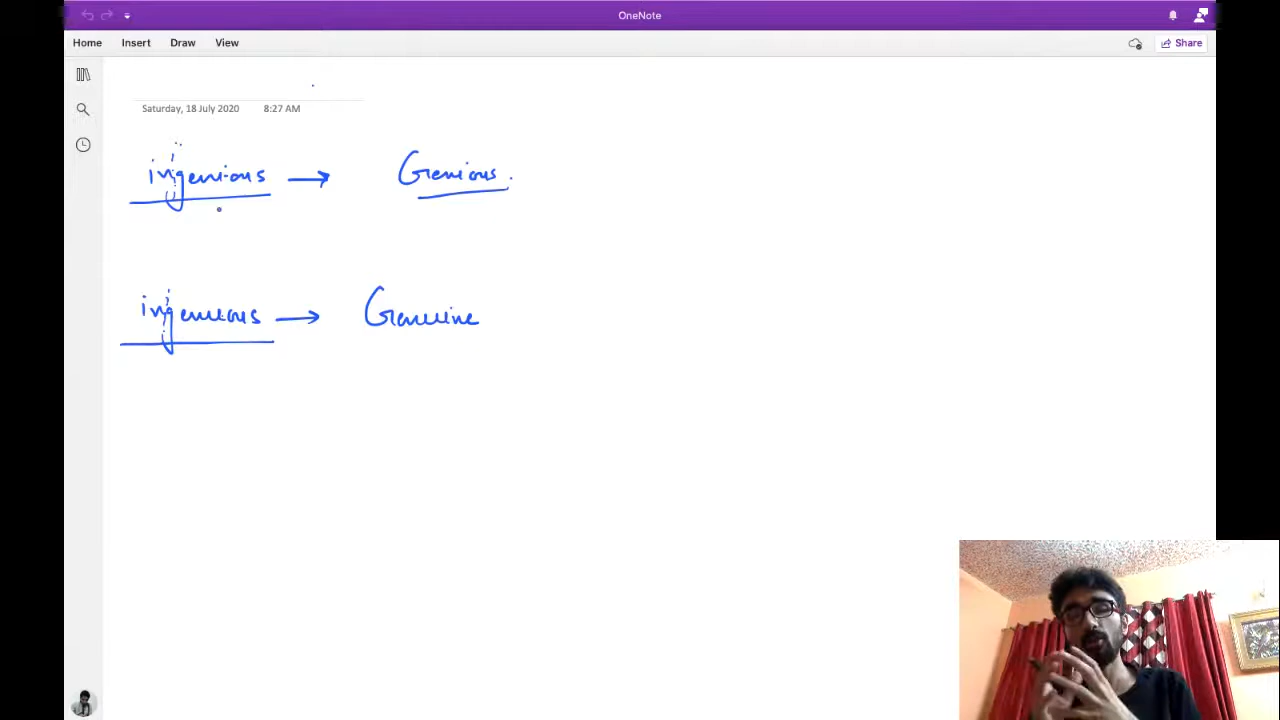 OneNote
Home Insert Draw View Share
Saturday, 18 July 2020 8:27 AM
ingenious → Genious.
ingenuous → Genuine